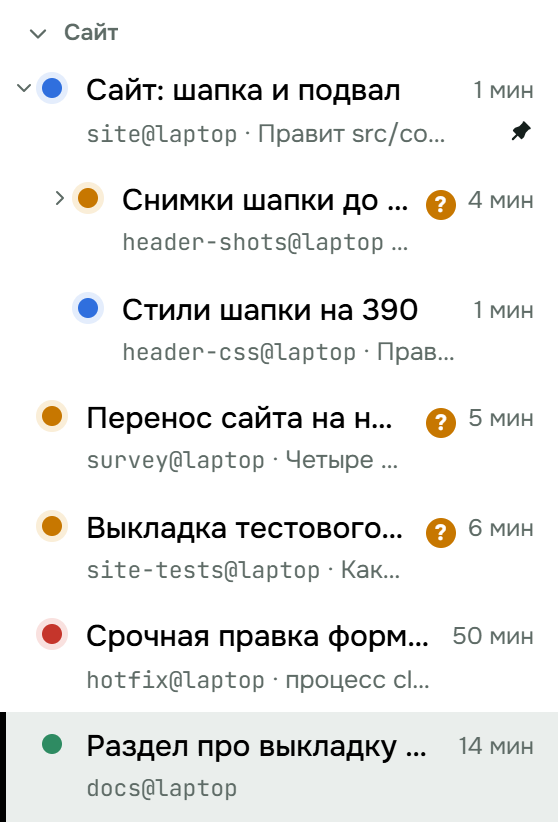 Сайт
Сайт: шапка и подвал 1 мин
site@laptop · Правит src/co...
Снимки шапки до ... ? 4 мин
header-shots@laptop ...
Стили шапки на 390 1 мин
header-css@laptop · Прав...
Перенос сайта на н... ? 5 мин
survey@laptop · Четыре ...
Выкладка тестового... ? 6 мин
site-tests@laptop · Как...
Срочная правка форм... 50 мин
hotfix@laptop · процесс cl...
Раздел про выкладку ... 14 мин
docs@laptop